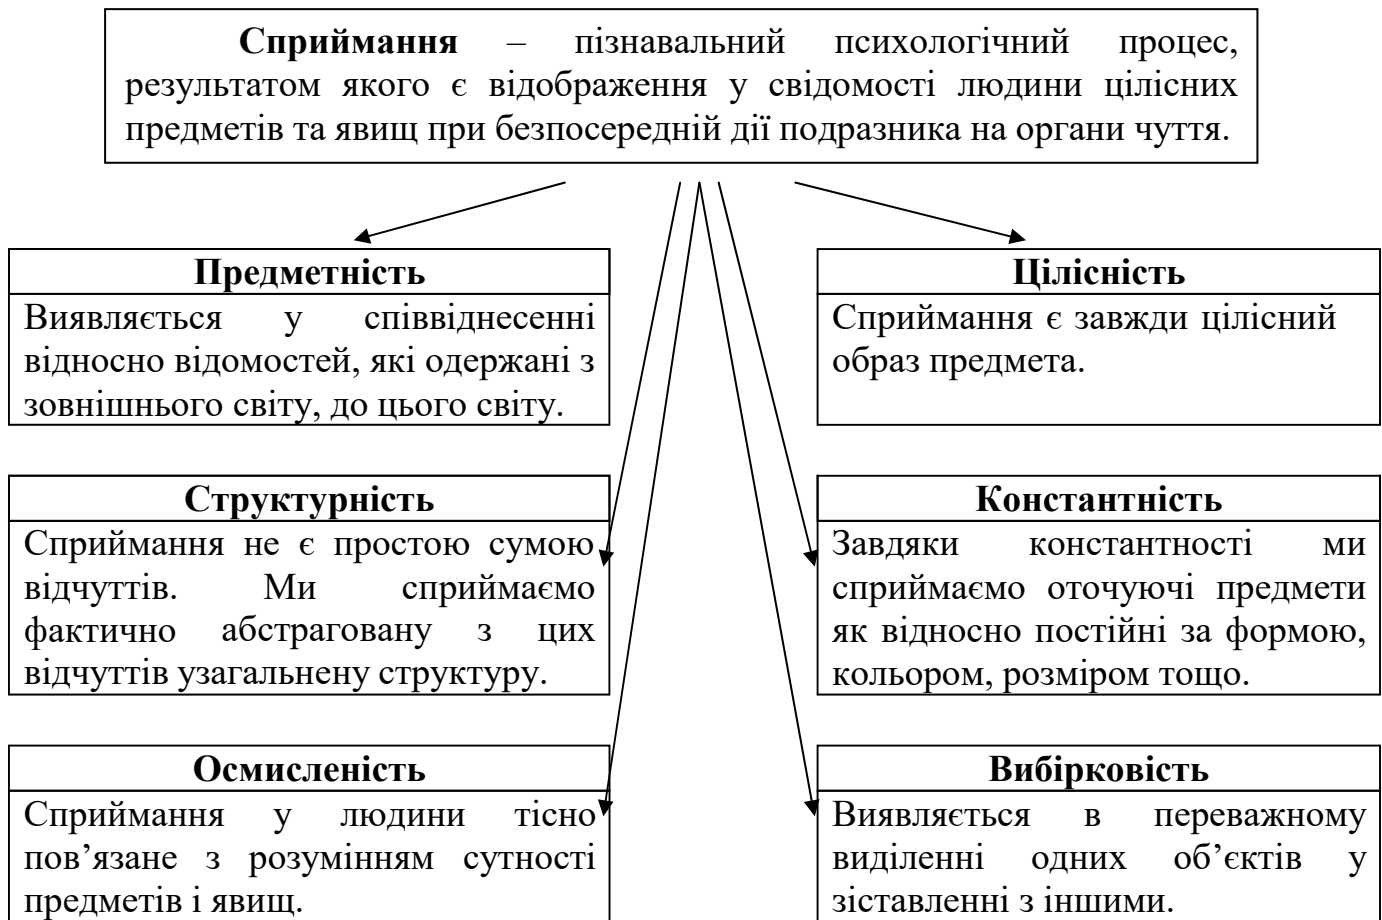 Сприймання – пізнавальний психологічний процес,
результатом якого є відображення у свідомості людини цілісних
предметів та явищ при безпосередній дії подразника на органи чуття.
Предметність
Виявляється у співвіднесенні
відносно відомостей, які одержані з
зовнішнього світу, до цього світу.
Цілісність
Сприймання є завжди цілісний
образ предмета.
Структурність
Сприймання не є простою сумою
відчуттів. Ми сприймаємо
фактично абстраговану з цих
відчуттів узагальнену структуру.
Константність
Завдяки константності ми
сприймаємо оточуючі предмети
як відносно постійні за формою,
кольором, розміром тощо.
Осмисленість
Сприймання у людини тісно
пов’язане з розумінням сутності
предметів і явищ.
Вибірковість
Виявляється в переважному
виділенні одних об’єктів у
зіставленні з іншими.